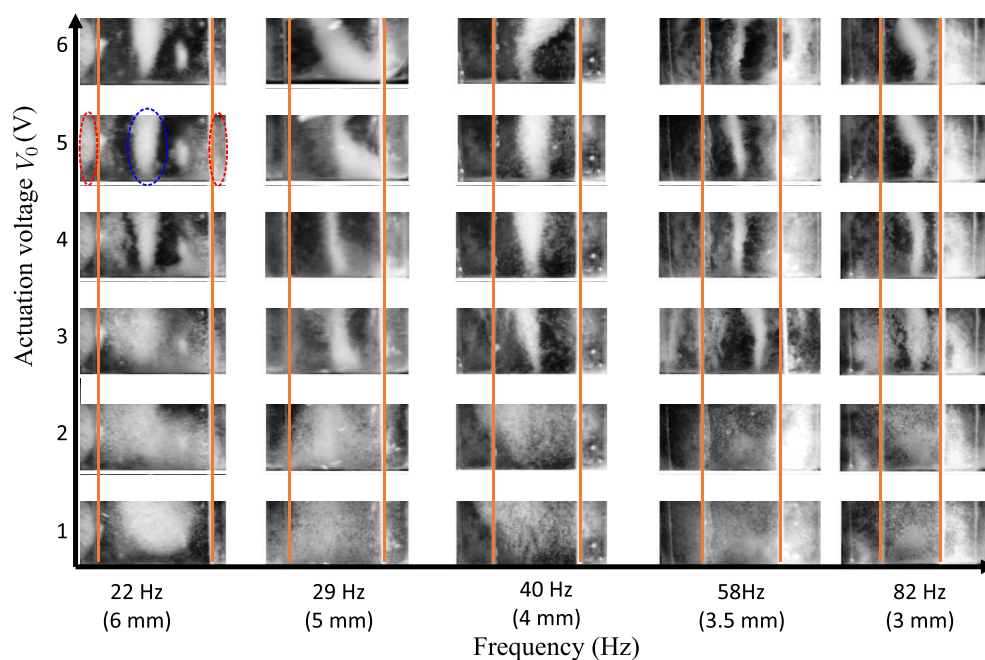 Actuation voltage V0 (V)
6
5
4
3
2
1
22 Hz
(6 mm)
29 Hz
(5 mm)
40 Hz
(4 mm)
58Hz
(3.5 mm)
82 Hz
(3 mm)
Frequency (Hz)